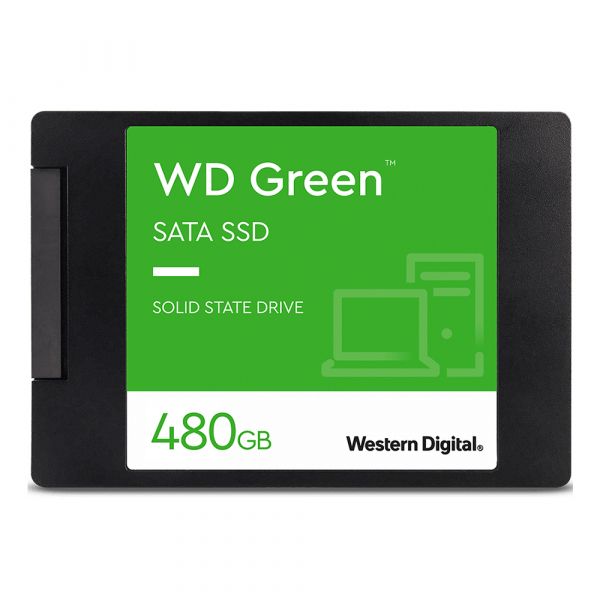 WD Green™
SATA SSD
SOLID STATE DRIVE
480GB
Western Digital®